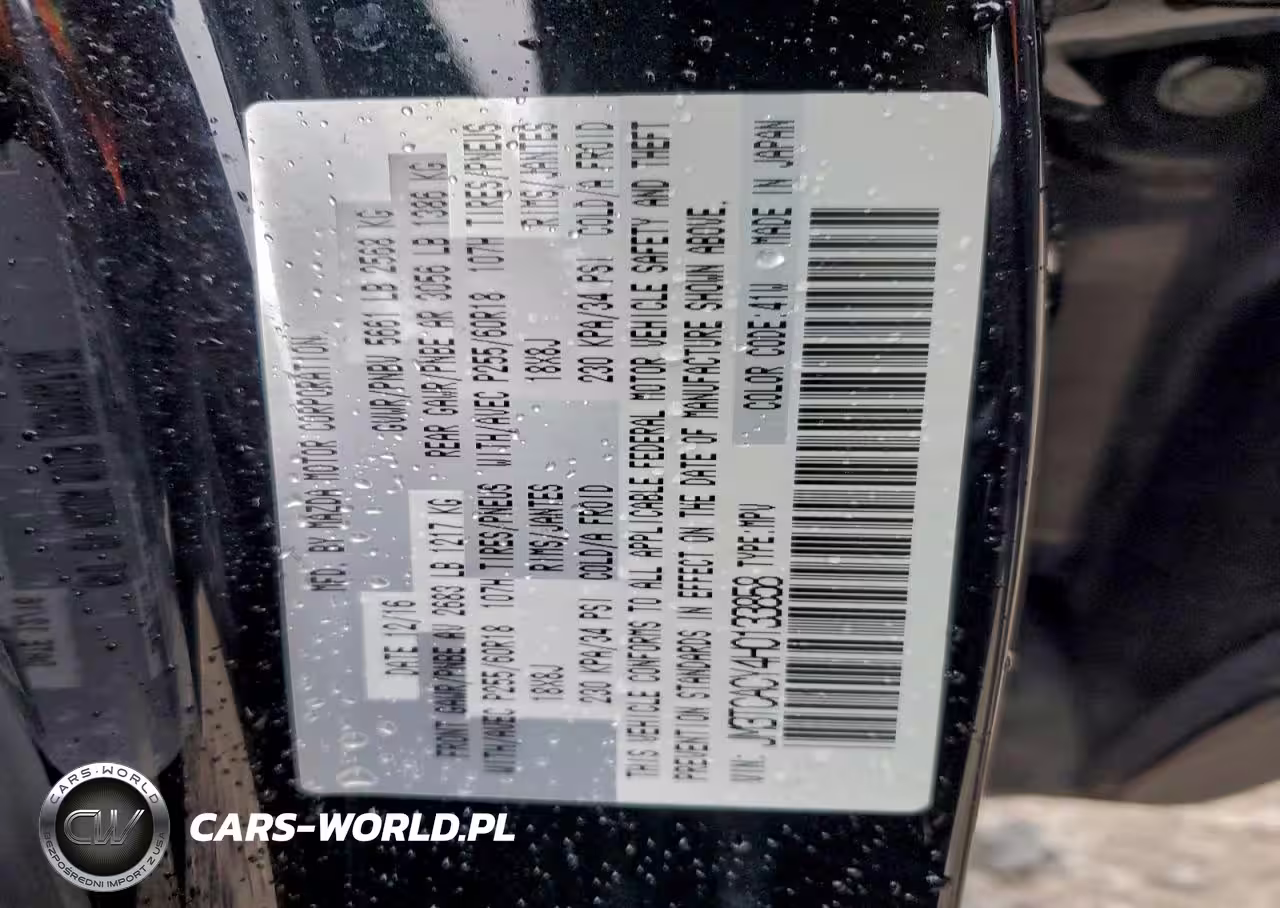 MFD. BY MAZDA MOTOR CORPORATION
DATE 12/16 GVWR/PNBV 5661 LB 2568 KG
FRONT GAWR/PNBE AV 2683 LB 1217 KG REAR GAWR/PNBE AR 3056 LB 1386 KG
WITH/AVEC P255/60R18 107H TIRES/PNEUS WITH/AVEC P255/60R18 107H TIRES/PNEUS
18X8J RIMS/JANTES 18X8J RIMS/JANTES
230 KPA/34 PSI COLD/A FROID 230 KPA/34 PSI COLD/A FROID
THIS VEHICLE CONFORMS TO ALL APPLICABLE FEDERAL MOTOR VEHICLE SAFETY AND THEFT
PREVENTION STANDARDS IN EFFECT ON THE DATE OF MANUFACTURE SHOWN ABOVE.
VIN: JM3TCACY4H0133858 TYPE:MPV COLOR CODE:41W MADE IN JAPAN
CARS-WORLD
CW
BEZPOŚREDNI IMPORT Z USA
CARS-WORLD.PL